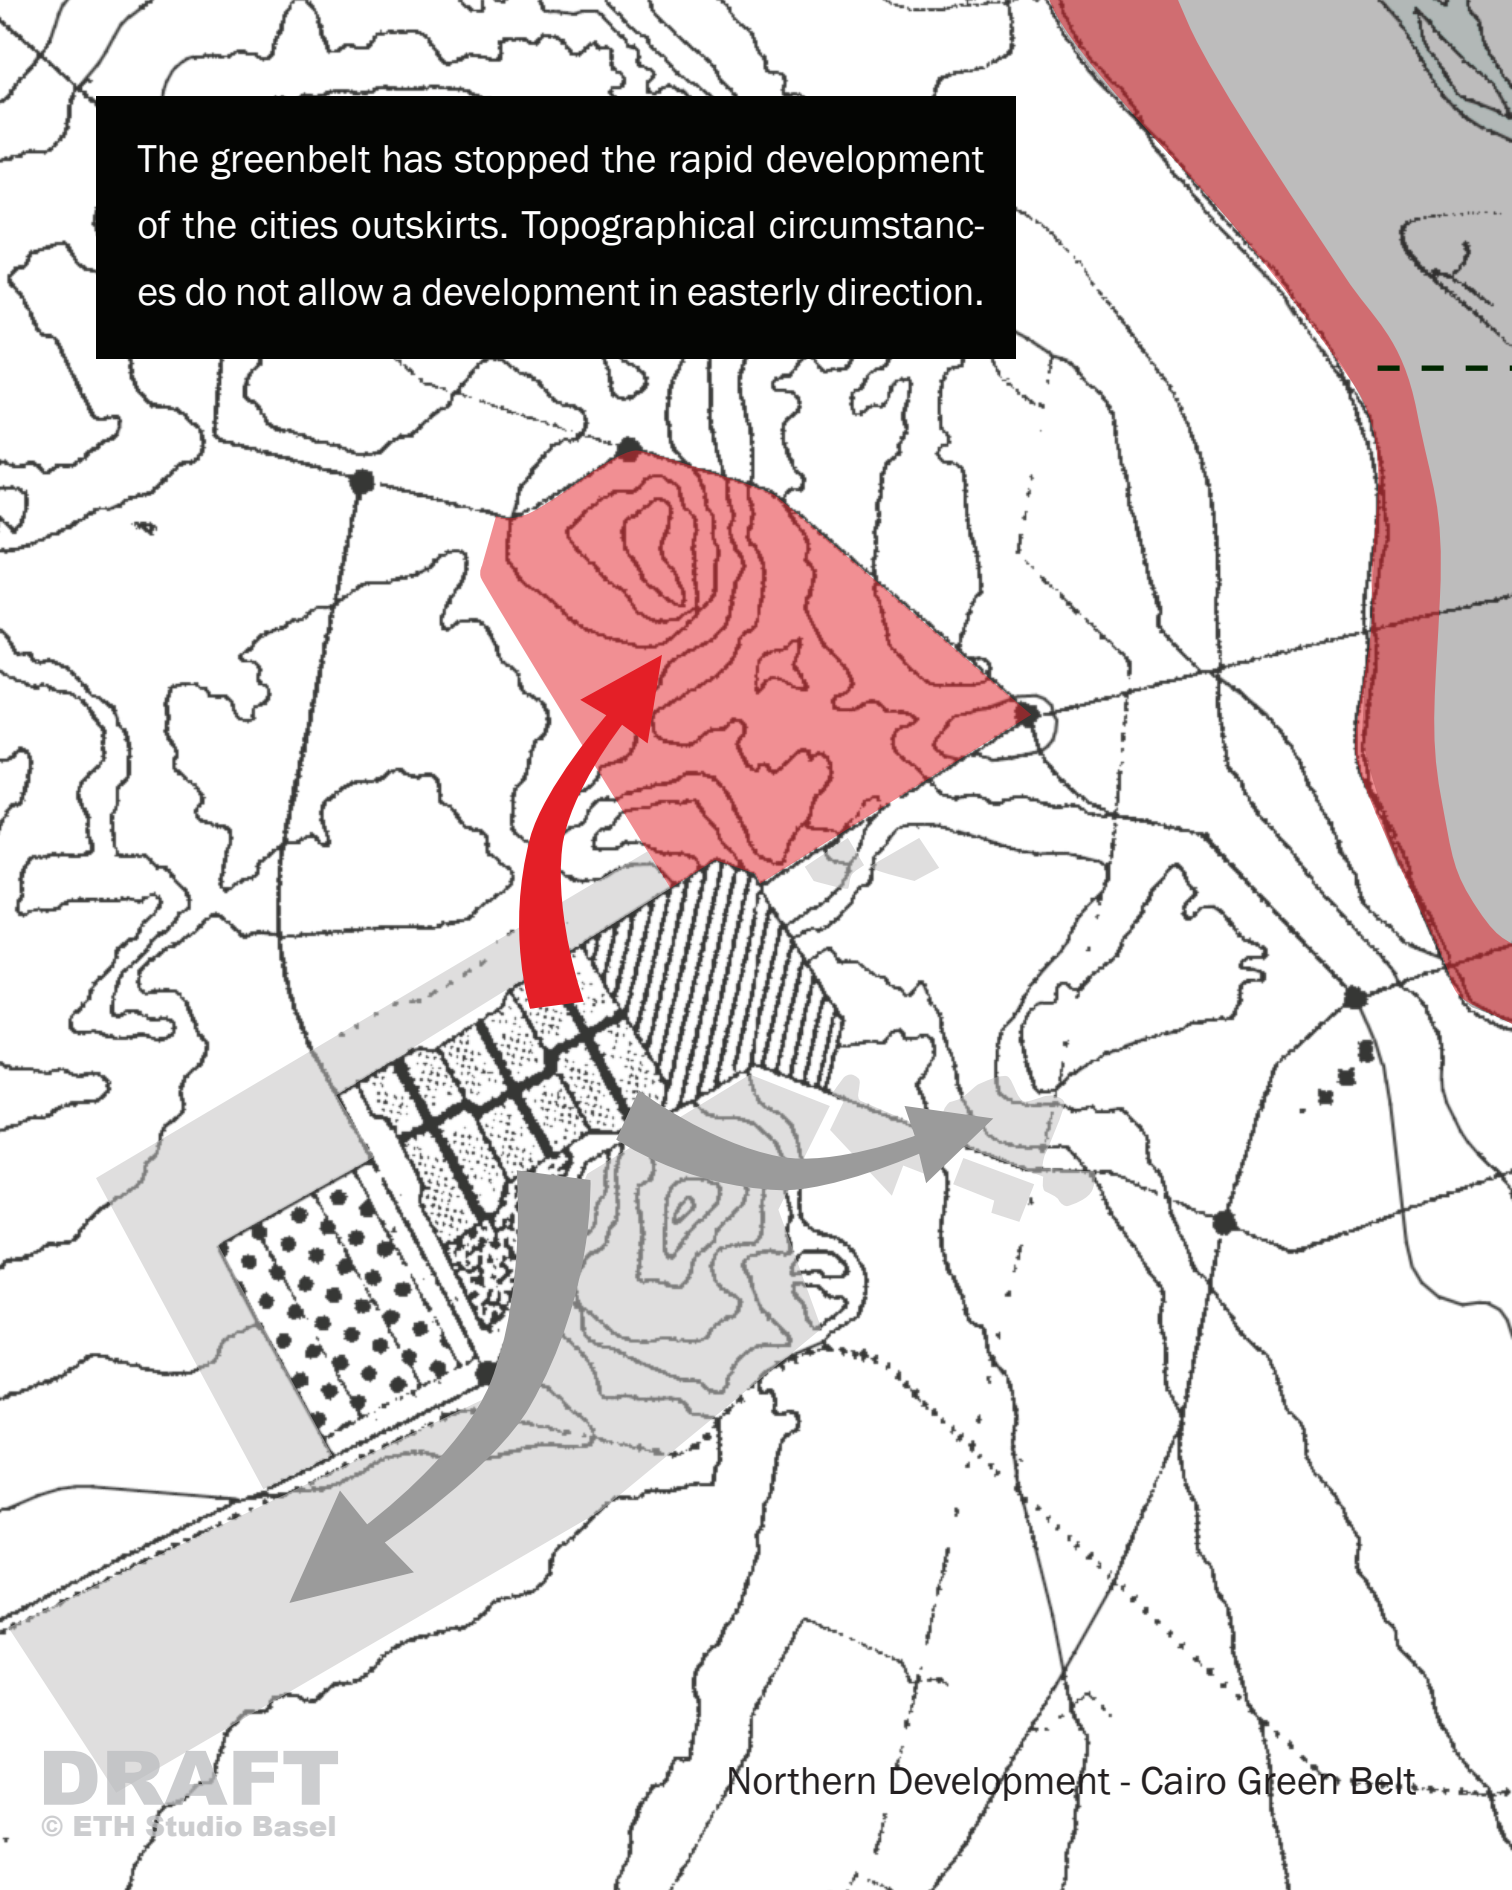 The greenbelt has stopped the rapid development
of the cities outskirts. Topographical circumstanc-
es do not allow a development in easterly direction.
DRAFT
© ETH Studio Basel
Northern Development - Cairo Green Belt